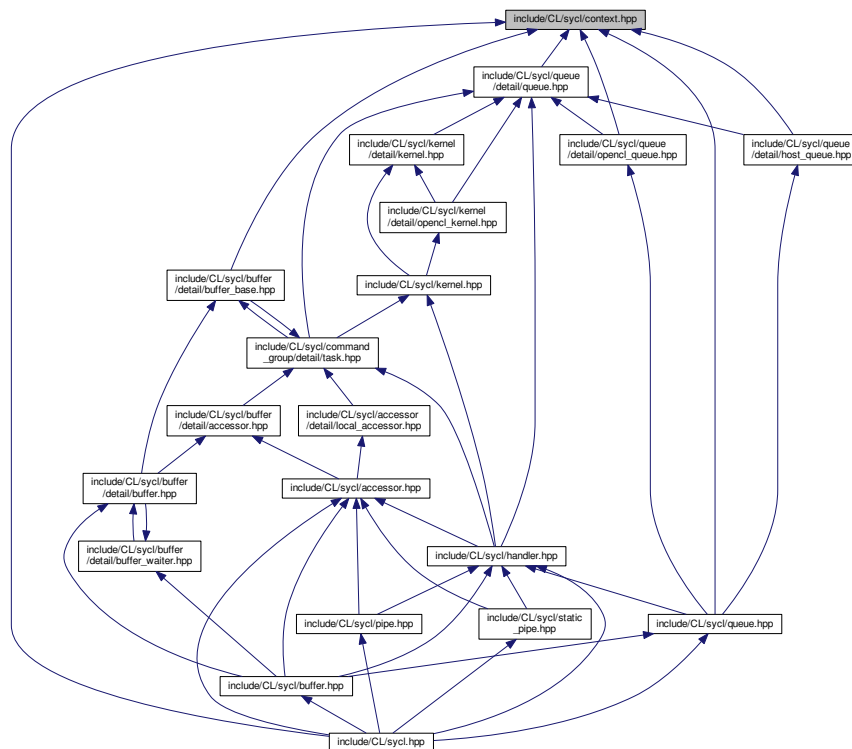 include/CL/sycl/context.hpp
include/CL/sycl/queue
/detail/queue.hpp
include/CL/sycl/kernel
/detail/kernel.hpp
include/CL/sycl/queue
/detail/opencl_queue.hpp
include/CL/sycl/queue
/detail/host_queue.hpp
include/CL/sycl/kernel
/detail/opencl_kernel.hpp
include/CL/sycl/buffer
/detail/buffer_base.hpp
include/CL/sycl/kernel.hpp
include/CL/sycl/command
_group/detail/task.hpp
include/CL/sycl/buffer
/detail/accessor.hpp
include/CL/sycl/accessor
/detail/local_accessor.hpp
include/CL/sycl/buffer
/detail/buffer.hpp
include/CL/sycl/accessor.hpp
include/CL/sycl/buffer
/detail/buffer_waiter.hpp
include/CL/sycl/handler.hpp
include/CL/sycl/pipe.hpp
include/CL/sycl/static
_pipe.hpp
include/CL/sycl/queue.hpp
include/CL/sycl/buffer.hpp
include/CL/sycl.hpp